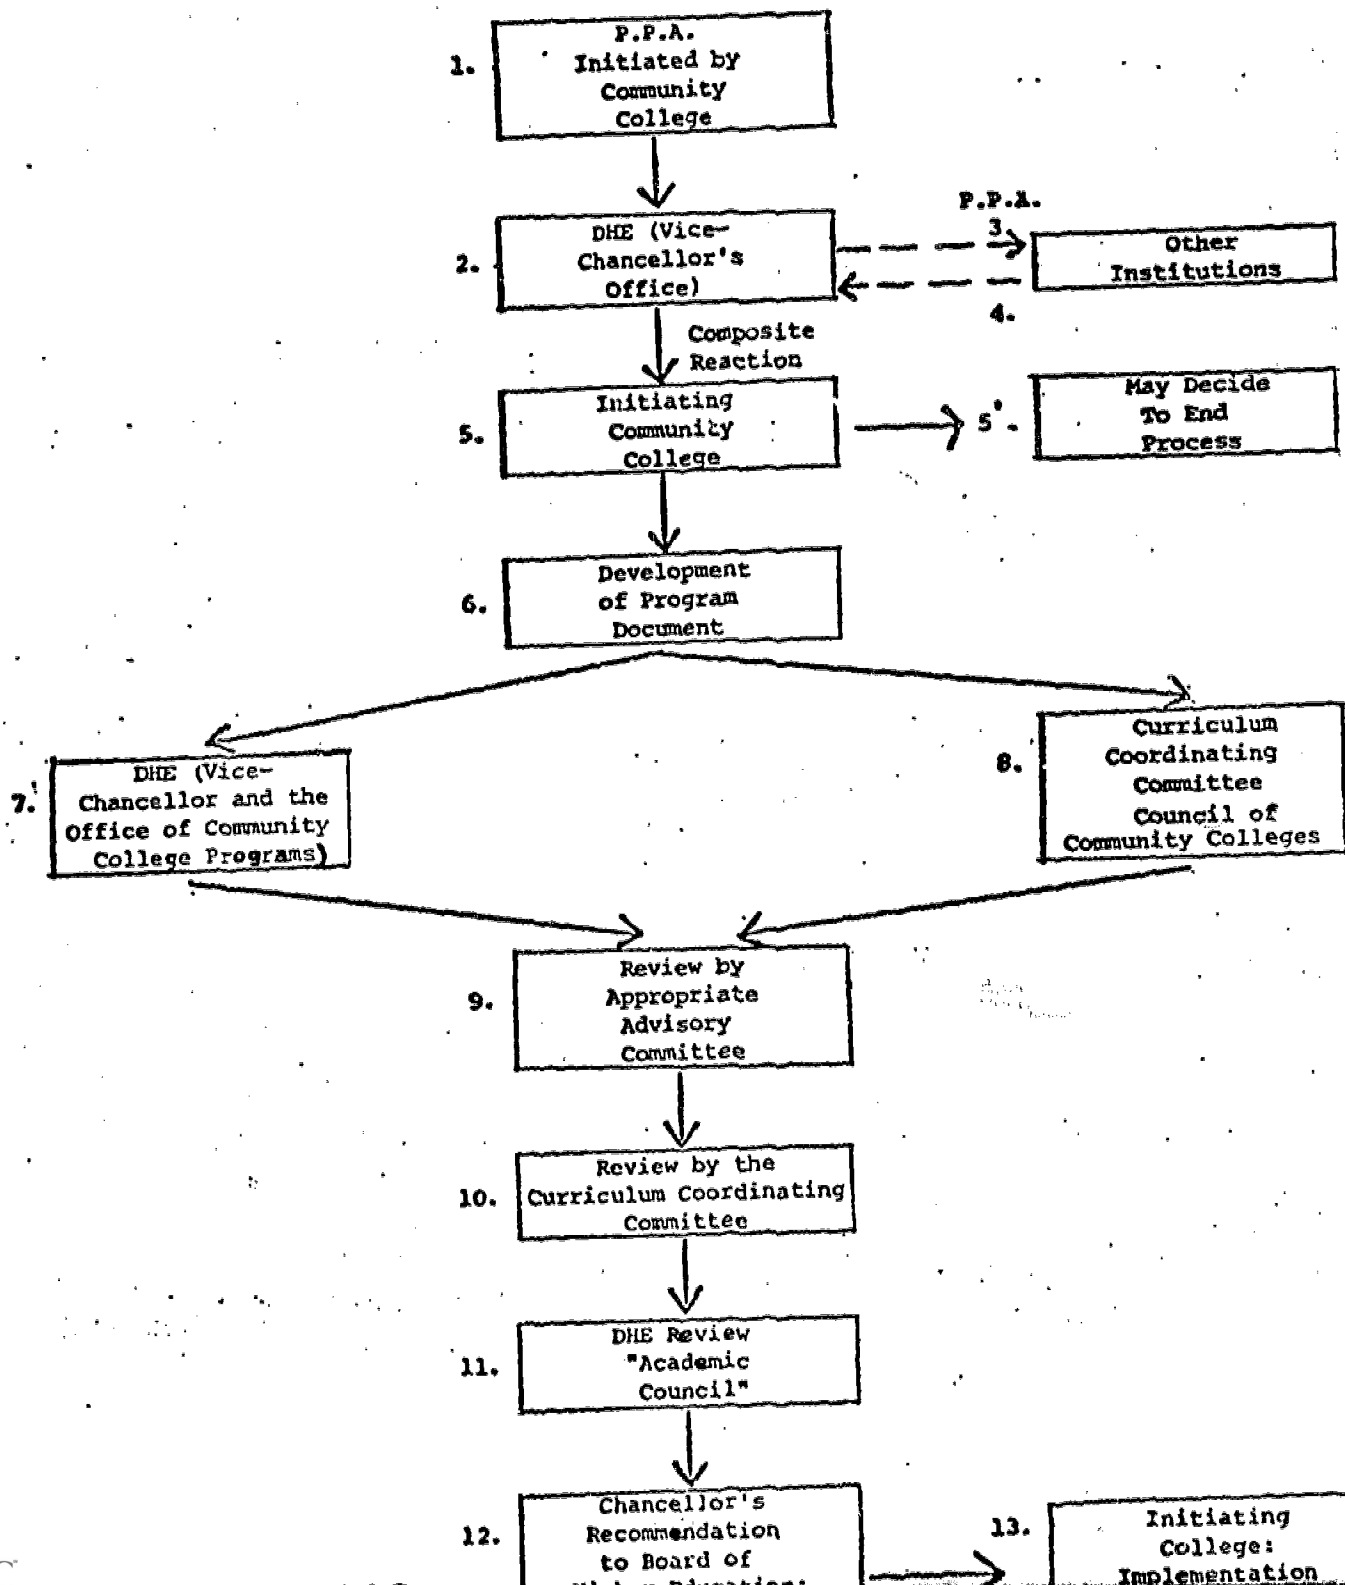 1.
P.P.A.
Initiated by
Community
College
2.
DHE (Vice-
Chancellor's
Office)
P.P.A.
3.
Other
Institutions
4.
Composite
Reaction
5.
Initiating
Community
College
5'.
May Decide
To End
Process
6.
Development
of Program
Document
7.
DHE (Vice-
Chancellor and the
Office of Community
College Programs)
8.
Curriculum
Coordinating
Committee
Council of
Community Colleges
9.
Review by
Appropriate
Advisory
Committee
10.
Review by the
Curriculum Coordinating
Committee
11.
DHE Review
"Academic
Council"
12.
Chancellor's
Recommendation
to Board of
Higher Education:
13.
Initiating
College:
Implementation